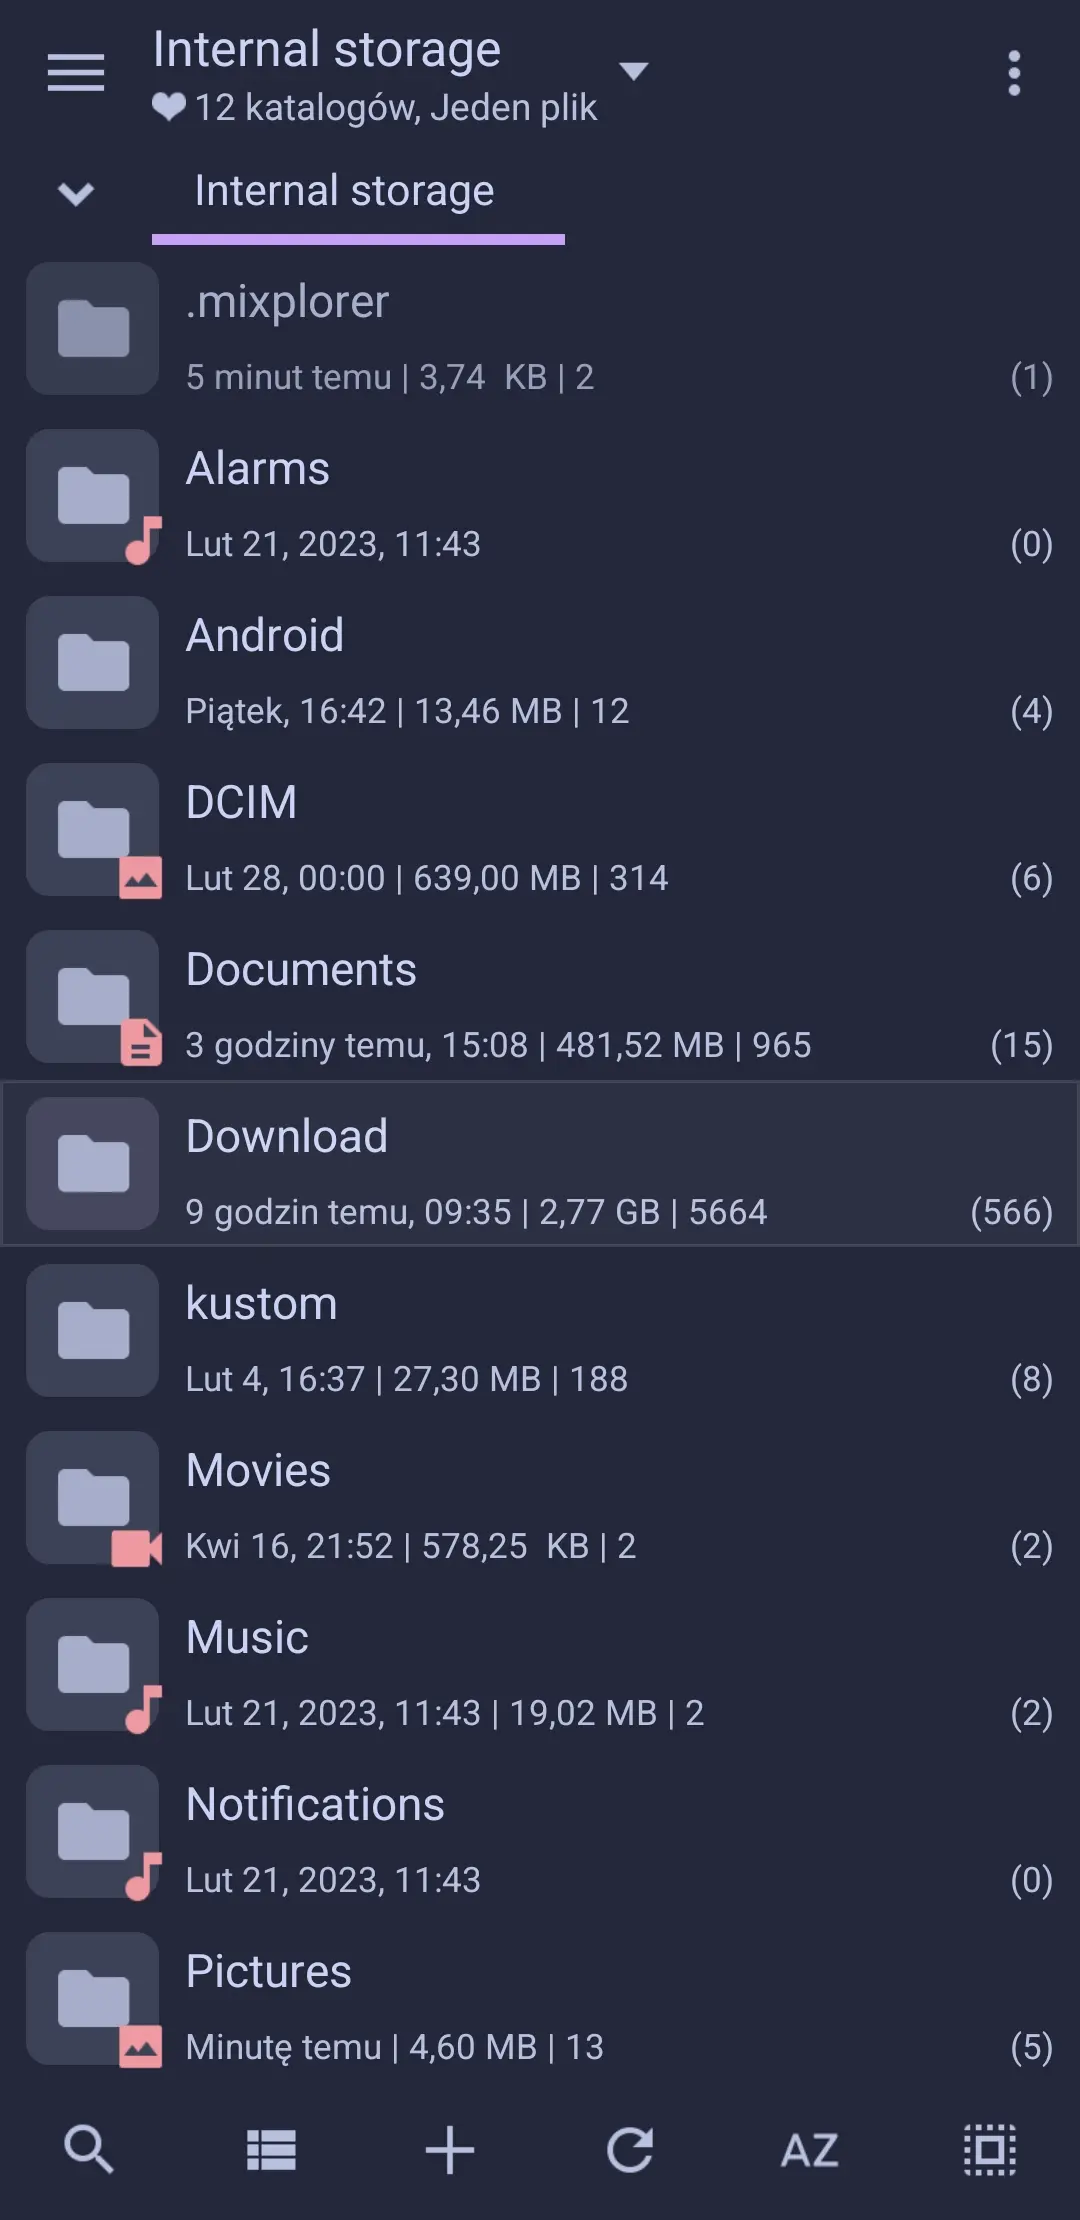 Internal storage
12 katalogów, Jeden plik
Internal storage
.mixplorer
5 minut temu | 3,74 KB | 2 (1)
Alarms
Lut 21, 2023, 11:43 (0)
Android
Piątek, 16:42 | 13,46 MB | 12 (4)
DCIM
Lut 28, 00:00 | 639,00 MB | 314 (6)
Documents
3 godziny temu, 15:08 | 481,52 MB | 965 (15)
Download
9 godzin temu, 09:35 | 2,77 GB | 5664 (566)
kustom
Lut 4, 16:37 | 27,30 MB | 188 (8)
Movies
Kwi 16, 21:52 | 578,25 KB | 2 (2)
Music
Lut 21, 2023, 11:43 | 19,02 MB | 2 (2)
Notifications
Lut 21, 2023, 11:43 (0)
Pictures
Minutę temu | 4,60 MB | 13 (5)
AZ